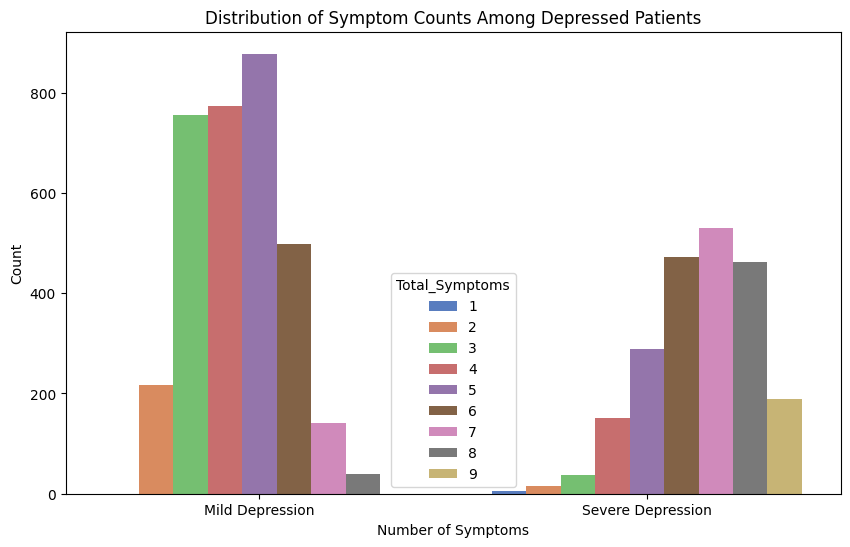 Distribution of Symptom Counts Among Depressed Patients
Count
800
600
400
200
0
Total_Symptoms
1
2
3
4
5
6
7
8
9
Mild Depression
Severe Depression
Number of Symptoms